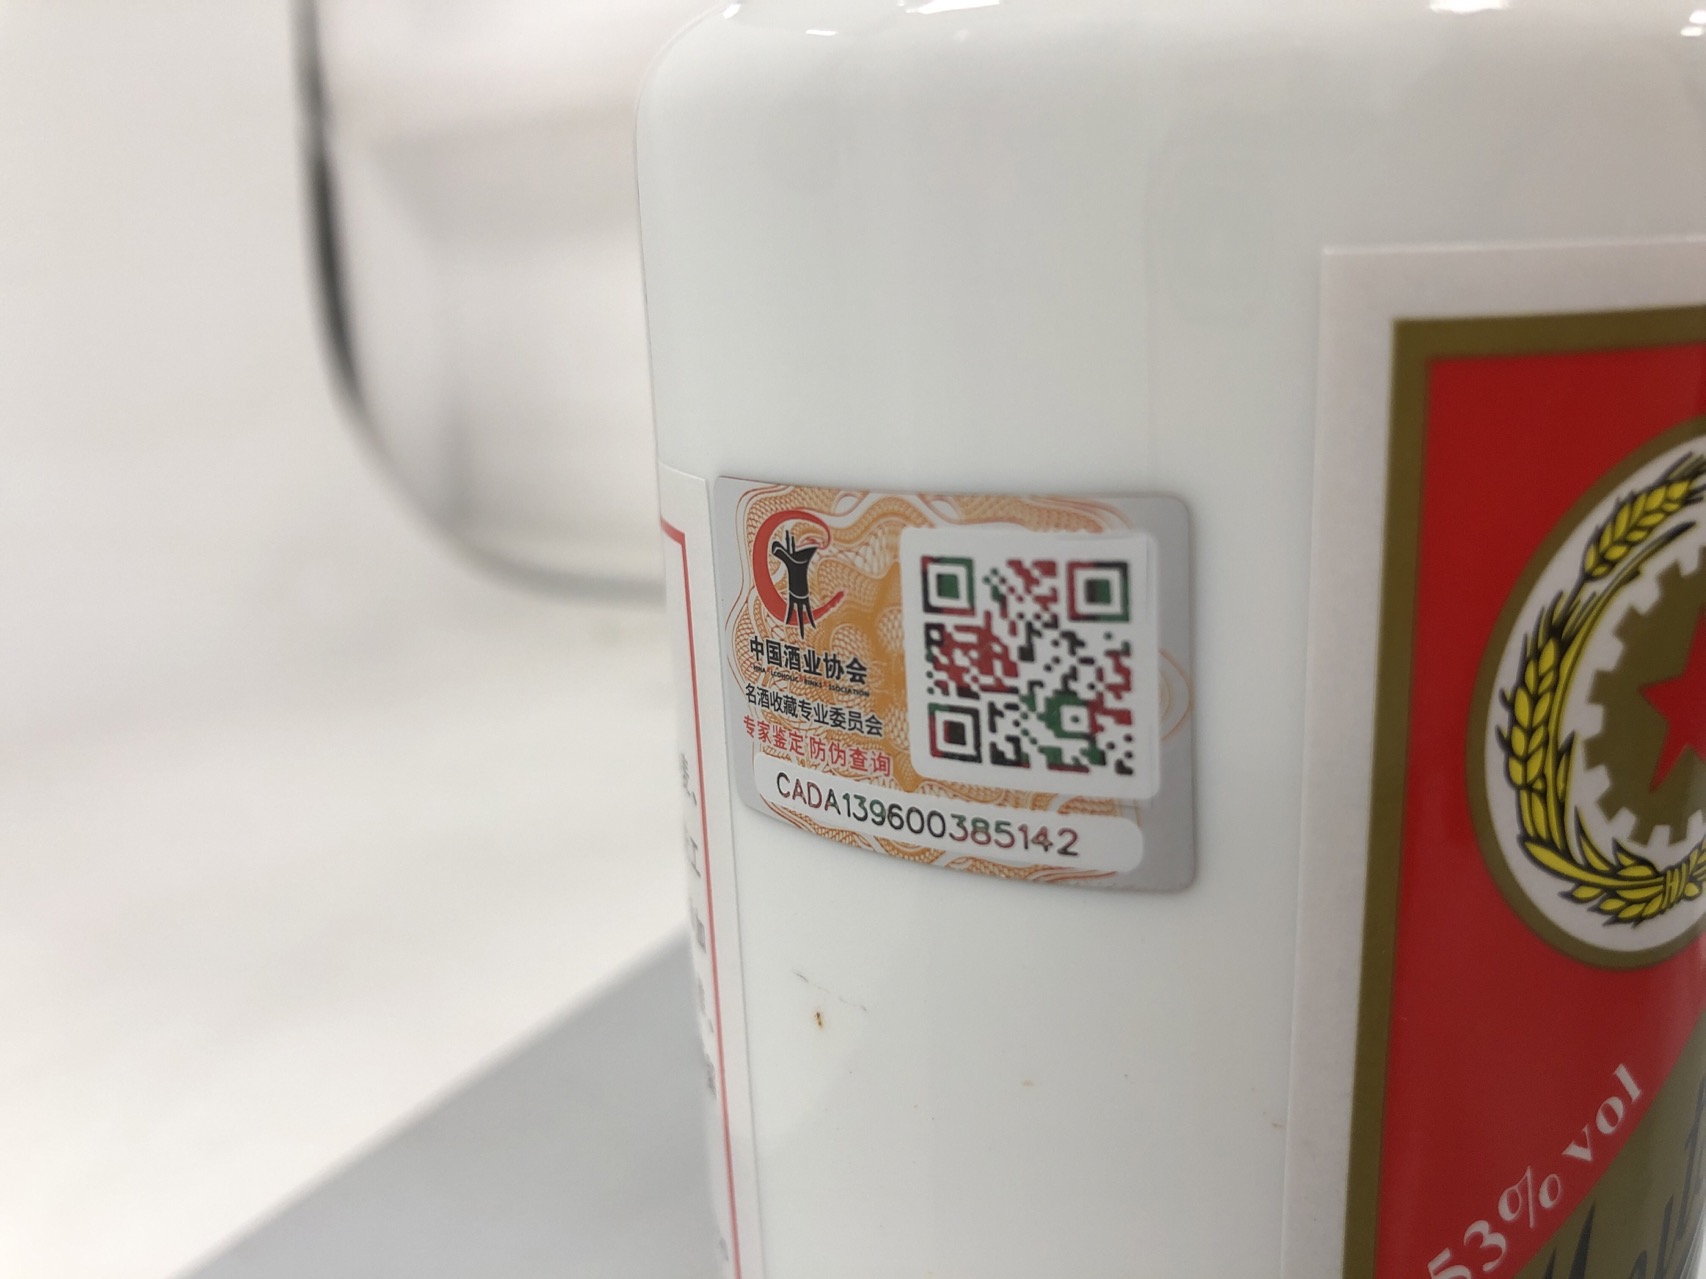 中国酒业协会
名酒收藏专业委员会
专家鉴定 防伪查询
CADA139600385142
53% vol